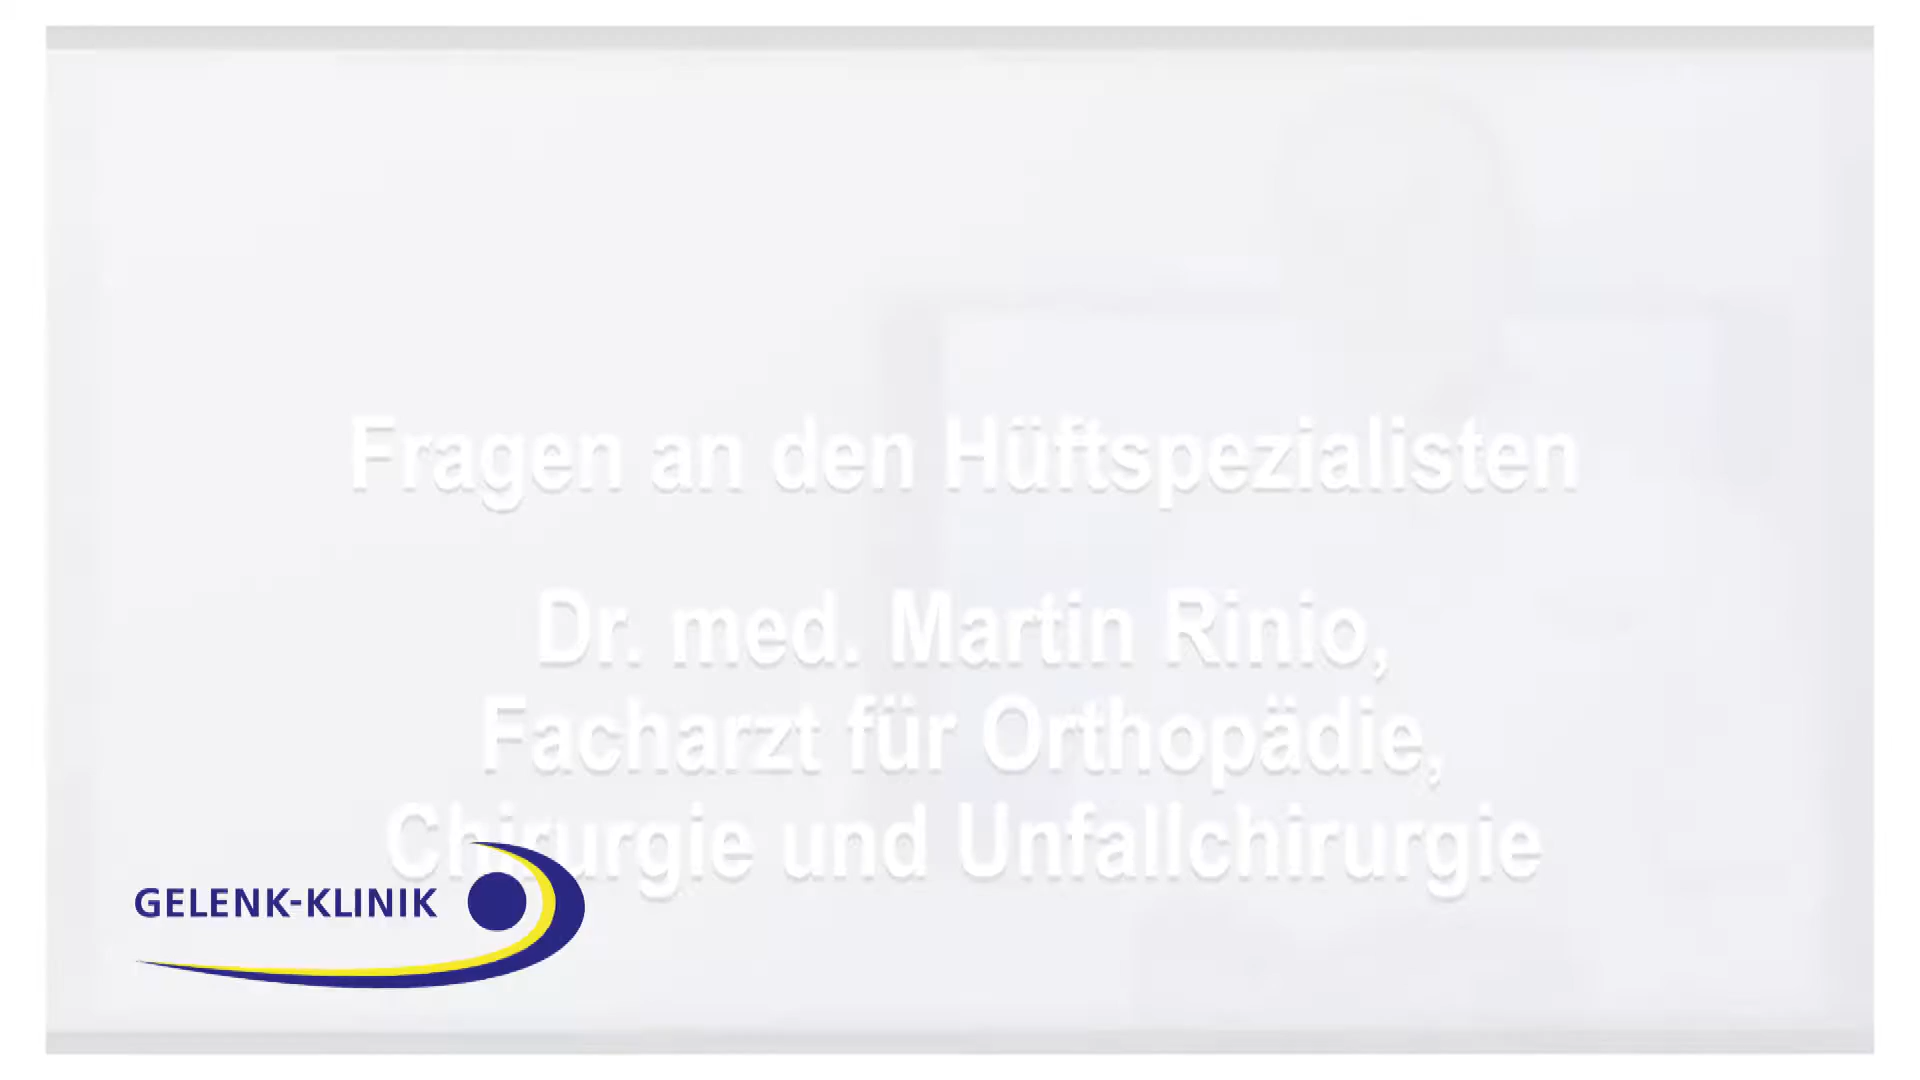 Fragen an den Hüftspezialisten
Dr. med. Martin Rinio,
Facharzt für Orthopädie,
Chirurgie und Unfallchirurgie
GELENK-KLINIK